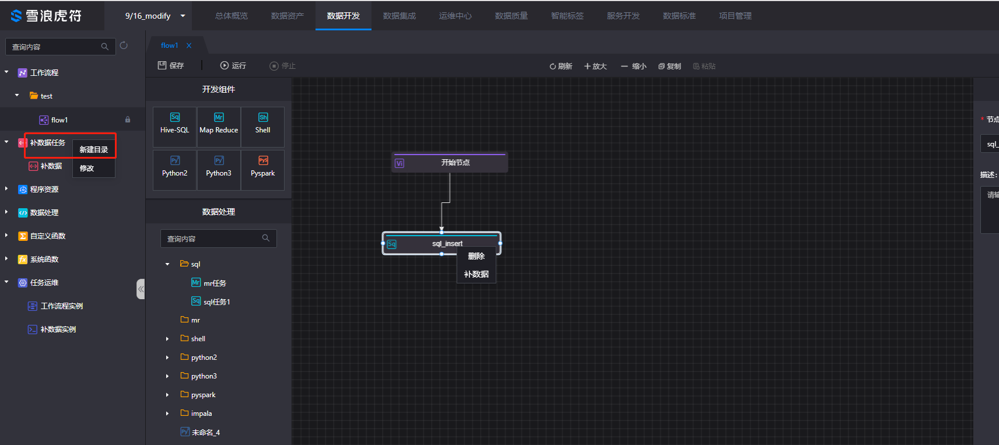 雪浪虎符
9/16_modify
总体概览
数据资产
数据开发
数据集成
运维中心
数据质量
智能标签
服务开发
数据标准
项目管理
查询内容
工作流程
test
flow1
补数据任务
新建目录
补数据
修改
程序资源
数据处理
自定义函数
系统函数
任务运维
工作流程实例
补数据实例
flow1 X
保存
运行
停止
刷新
放大
缩小
复制
粘贴
开发组件
Sq
Hive-SQL
Mr
Map Reduce
Sh
Shell
Py
Python2
Py
Python3
PyS
Pyspark
数据处理
查询内容
sql
Mr mr任务
Sq sql任务1
mr
shell
python2
python3
pyspark
impala
Py 未命名_4
Vi 开始节点
Sq sql_insert
删除
补数据
* 节点
sql_
描述:
请输